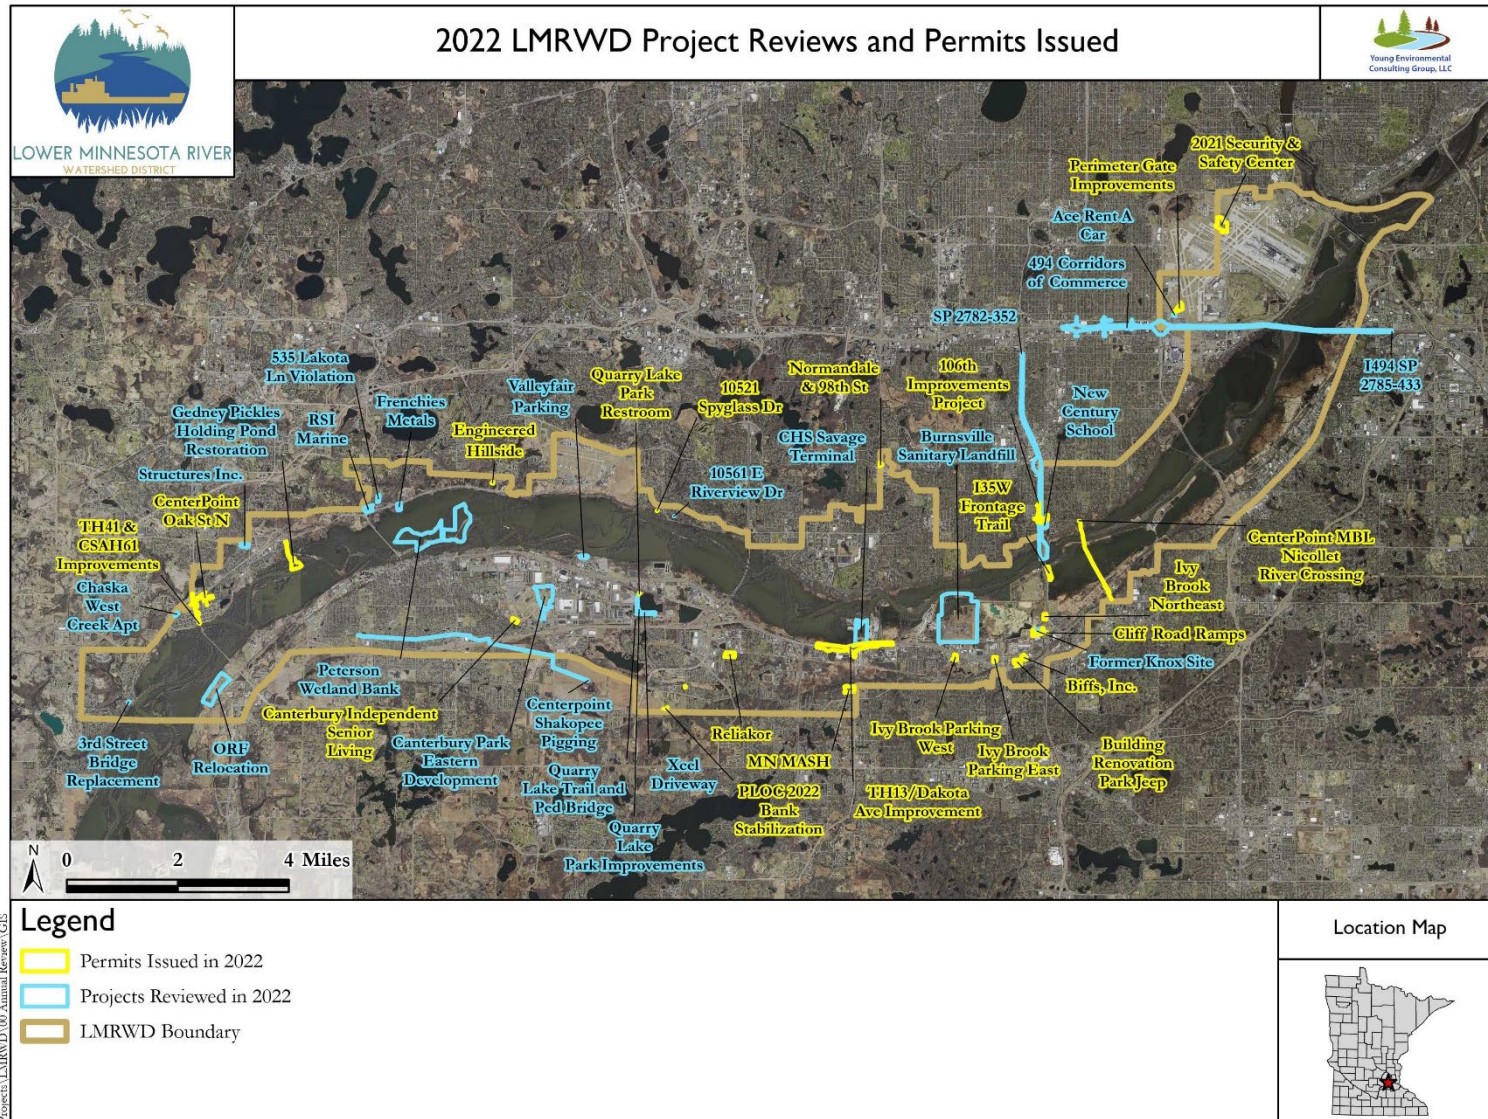 LOWER MINNESOTA RIVER
WATERSHED DISTRICT
2022 LMRWD Project Reviews and Permits Issued
Young Environmental
Consulting Group, LLC
2021 Security &
Safety Center
Perimeter Gate
Improvements
Ace Rent A
Car
494 Corridors
of Commerce
SP 2782-352
I494 SP
2785-433
535 Lakota
Ln Violation
Gedney Pickles
Holding Pond
Restoration
RSI
Marine
Frenchies
Metals
Engineered
Hillside
Valleyfair
Parking
Quarry Lake
Park
Restroom
10521
Spyglass Dr
10561 E
Riverview Dr
Normandale
& 98th St
CHS Savage
Terminal
106th
Improvements
Project
Burnsville
Sanitary Landfill
New
Century
School
I35W
Frontage
Trail
Structures Inc.
CenterPoint
Oak St N
TH41 &
CSAH61
Improvements
Chaska
West
Creek Apt
CenterPoint MBL
Nicollet
River Crossing
Ivy
Brook
Northeast
Cliff Road Ramps
Former Knox Site
Biffs, Inc.
3rd Street
Bridge
Replacement
ORF
Relocation
Peterson
Wetland Bank
Canterbury Independent
Senior
Living
Canterbury Park
Eastern
Development
Centerpoint
Shakopee
Pigging
Quarry
Lake Trail and
Ped Bridge
Quarry
Lake
Park Improvements
Xcel
Driveway
Reliakor
MN MASH
PLOC 2022
Bank
Stabilization
TH13/Dakota
Ave Improvement
Ivy Brook Parking
West
Ivy Brook
Parking East
Building
Renovation
Park Jeep
N
0 2 4 Miles
Legend
Permits Issued in 2022
Projects Reviewed in 2022
LMRWD Boundary
Location Map
Projects\LMRWD\00 Annual Review\GIS